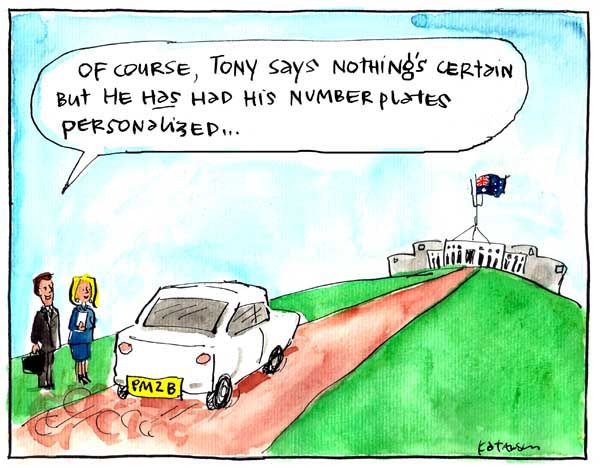 OF COURSE, TONY SAYS NOTHING'S CERTAIN
BUT HE HAS HAD HIS NUMBER PLATES
PERSONALIZED...
PM2B